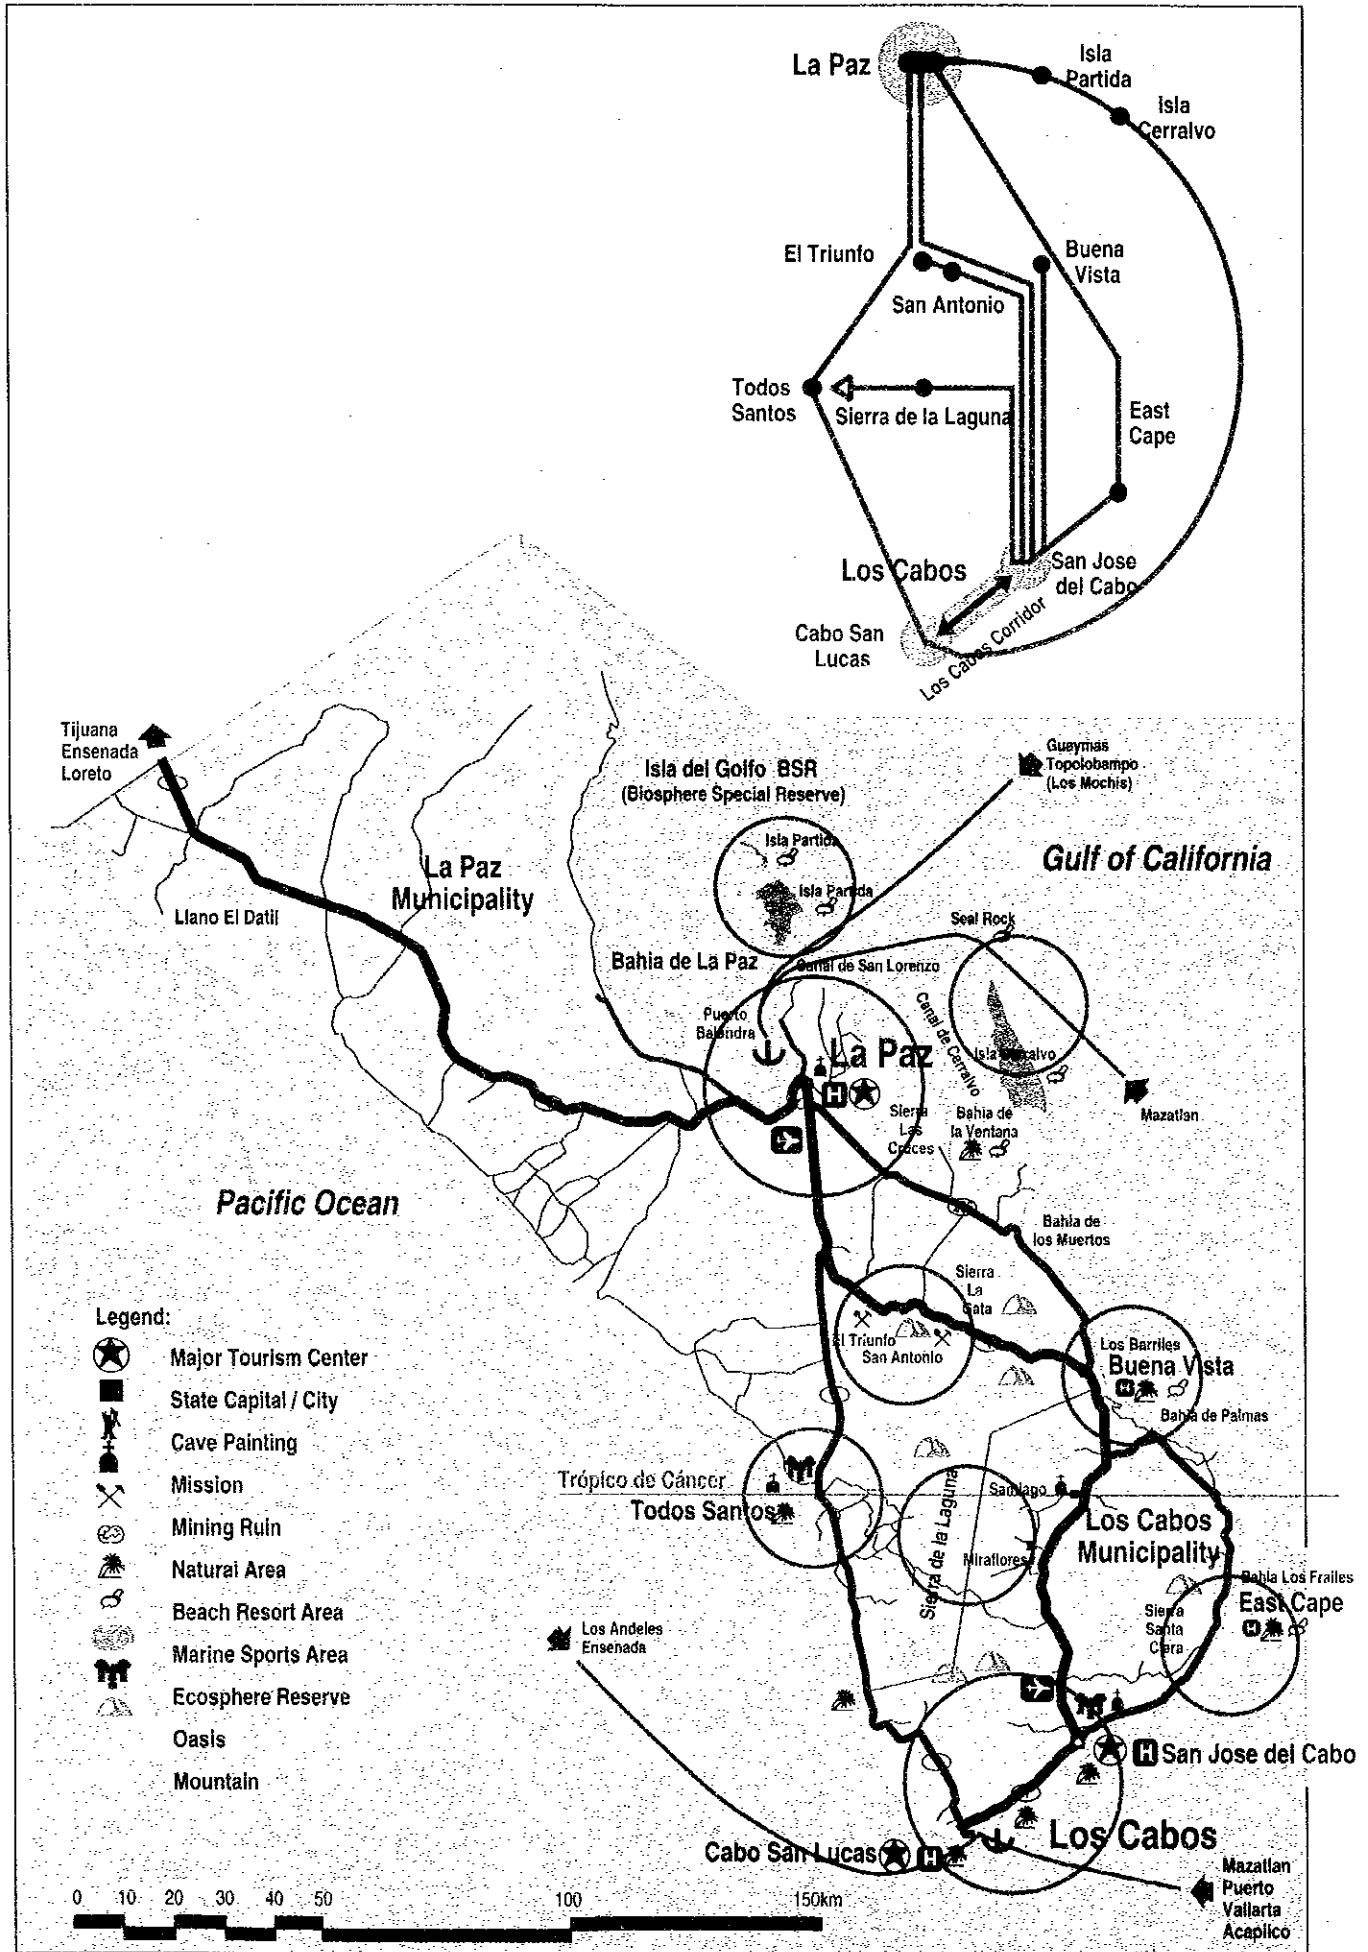 La Paz
Isla
Partida
Isla
Cerralvo
El Triunfo
Buena
Vista
San Antonio
Todos
Santos
Sierra de la Laguna
East
Cape
Los Cabos
San Jose
del Cabo
Cabo San
Lucas
Los Cabos Corridor
Tijuana
Ensenada
Loreto
Guaymas
Topolobampo
(Los Mochis)
Isla del Golfo BSR
(Biosphere Special Reserve)
Isla Partida
Isla Partida
Gulf of California
La Paz
Municipality
Llano El Datil
Seal Rock
Bahia de La Paz
Canal de San Lorenzo
Puerto
Balandra
La Paz
Canal de Cerralvo
Isla Cerralvo
H
Mazatlan
Sierra
Las
Cruces
Bahia de
la Ventana
Pacific Ocean
Bahia de
los Muertos
Sierra
La
Gata
Legend:
Major Tourism Center
State Capital / City
Cave Painting
Mission
Mining Ruin
Natural Area
Beach Resort Area
Marine Sports Area
Ecosphere Reserve
Oasis
Mountain
El Triunfo
San Antonio
Los Barriles
Buena Vista
H
Bahia de Palmas
Trópico de Cáncer
Todos Santos
Sierra de la Laguna
Santiago
Los Cabos
Municipality
Miraflores
Bahia Los Frailes
East Cape
H
Sierra
Santa
Clara
Los Andeles
Ensenada
H San Jose del Cabo
Los Cabos
Cabo San Lucas
H
Mazatlan
Puerto
Vallarta
Acaplico
0 10 20 30 40 50 100 150km